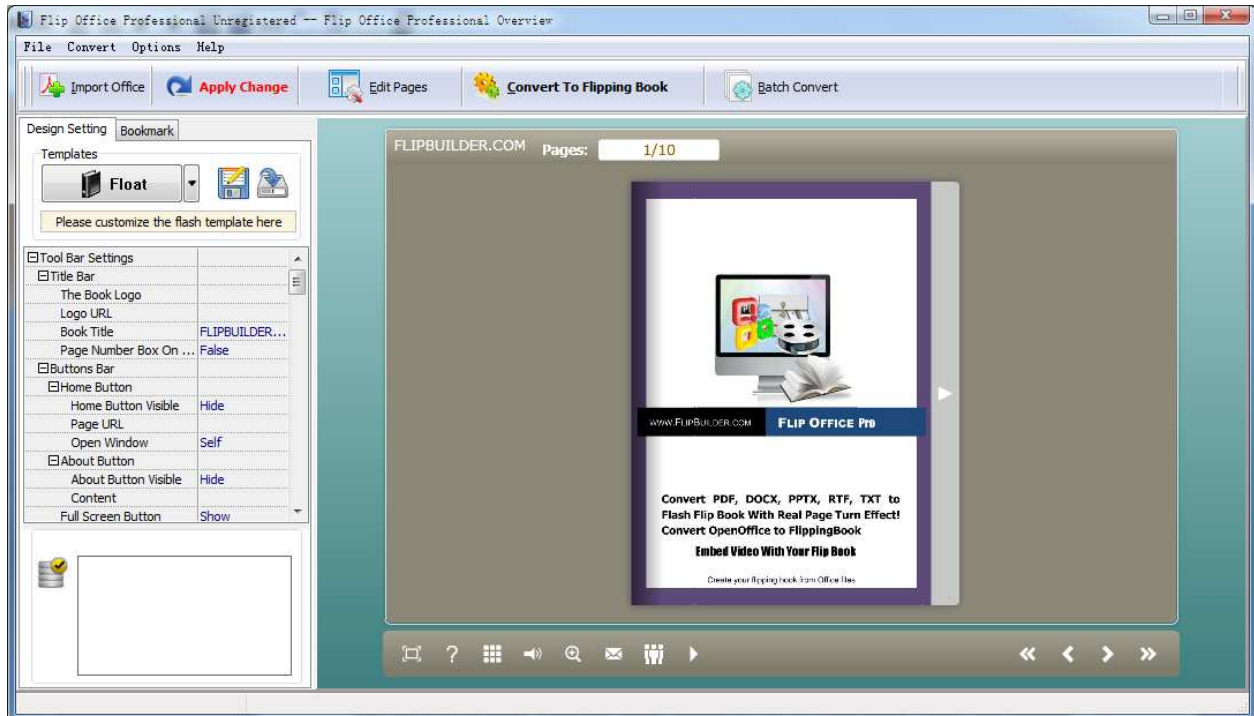 Flip Office Professional Unregistered -- Flip Office Professional Overview
File Convert Options Help
Import Office Apply Change Edit Pages Convert To Flipping Book Batch Convert
Design Setting Bookmark
Templates
Float
Please customize the flash template here
Tool Bar Settings
Title Bar
The Book Logo
Logo URL
Book Title FLIPBUILDER...
Page Number Box On ... False
Buttons Bar
Home Button
Home Button Visible Hide
Page URL
Open Window Self
About Button
About Button Visible Hide
Content
Full Screen Button Show
FLIPBUILDER.COM Pages: 1/10
www.FlipBuilder.com Flip Office Pro
Convert PDF, DOCX, PPTX, RTF, TXT to
Flash Flip Book With Real Page Turn Effect!
Convert OpenOffice to FlippingBook
Embed Video With Your Flip Book
Create your flipping book from Office files